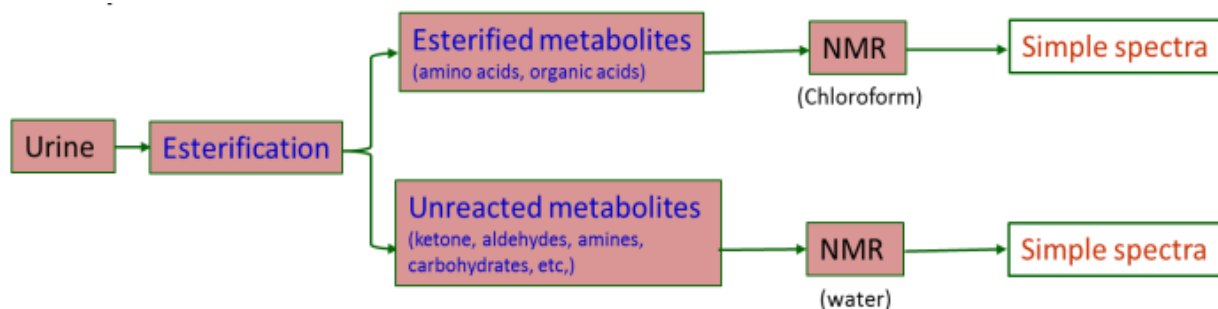 Urine
Esterification
Esterified metabolites
(amino acids, organic acids)
NMR
(Chloroform)
Simple spectra
Unreacted metabolites
(ketone, aldehydes, amines,
carbohydrates, etc,)
NMR
(water)
Simple spectra